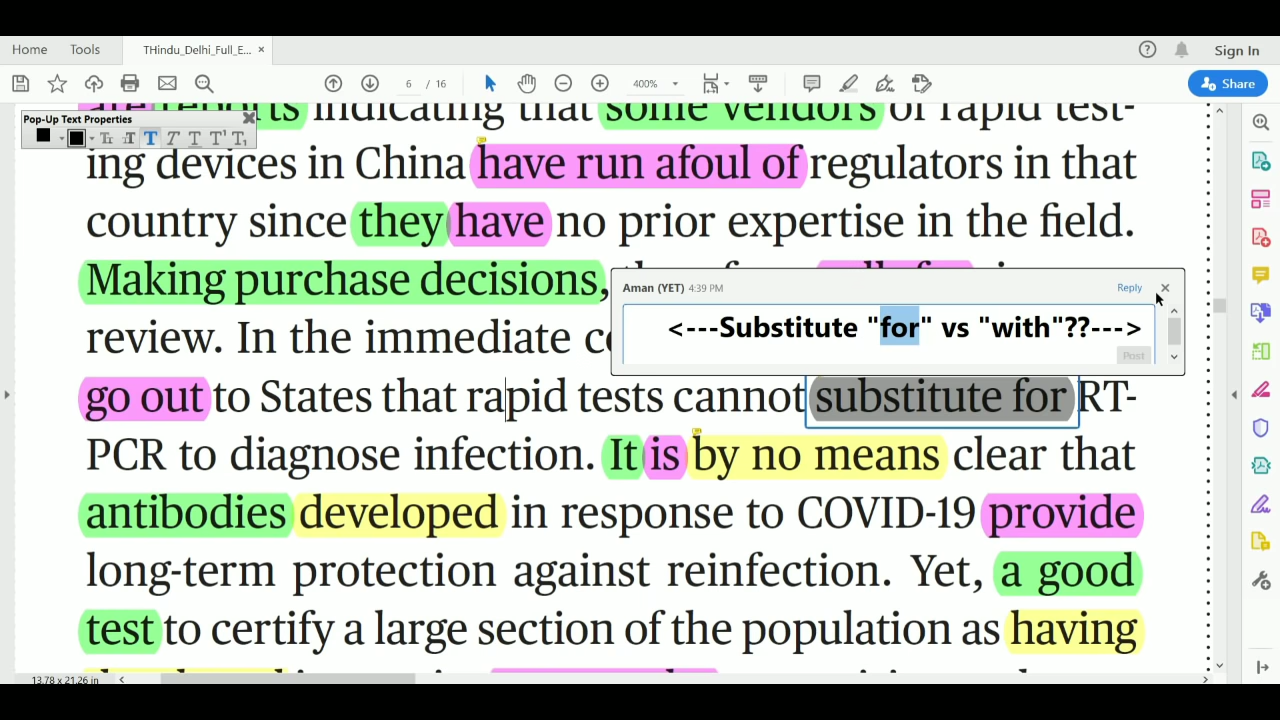 Home Tools THindu_Delhi_Full_E... × Sign In
6 / 16 400% Share
are reports indicating that some vendors of rapid test-
Pop-Up Text Properties
ing devices in China have run afoul of regulators in that
country since they have no prior expertise in the field.
Making purchase decisions,
Aman (YET) 4:39 PM Reply
<---Substitute "for" vs "with"??--->
Post
review. In the immediate
go out to States that rapid tests cannot substitute for RT-
PCR to diagnose infection. It is by no means clear that
antibodies developed in response to COVID-19 provide
long-term protection against reinfection. Yet, a good
test to certify a large section of the population as having
13.78 x 21.26 in